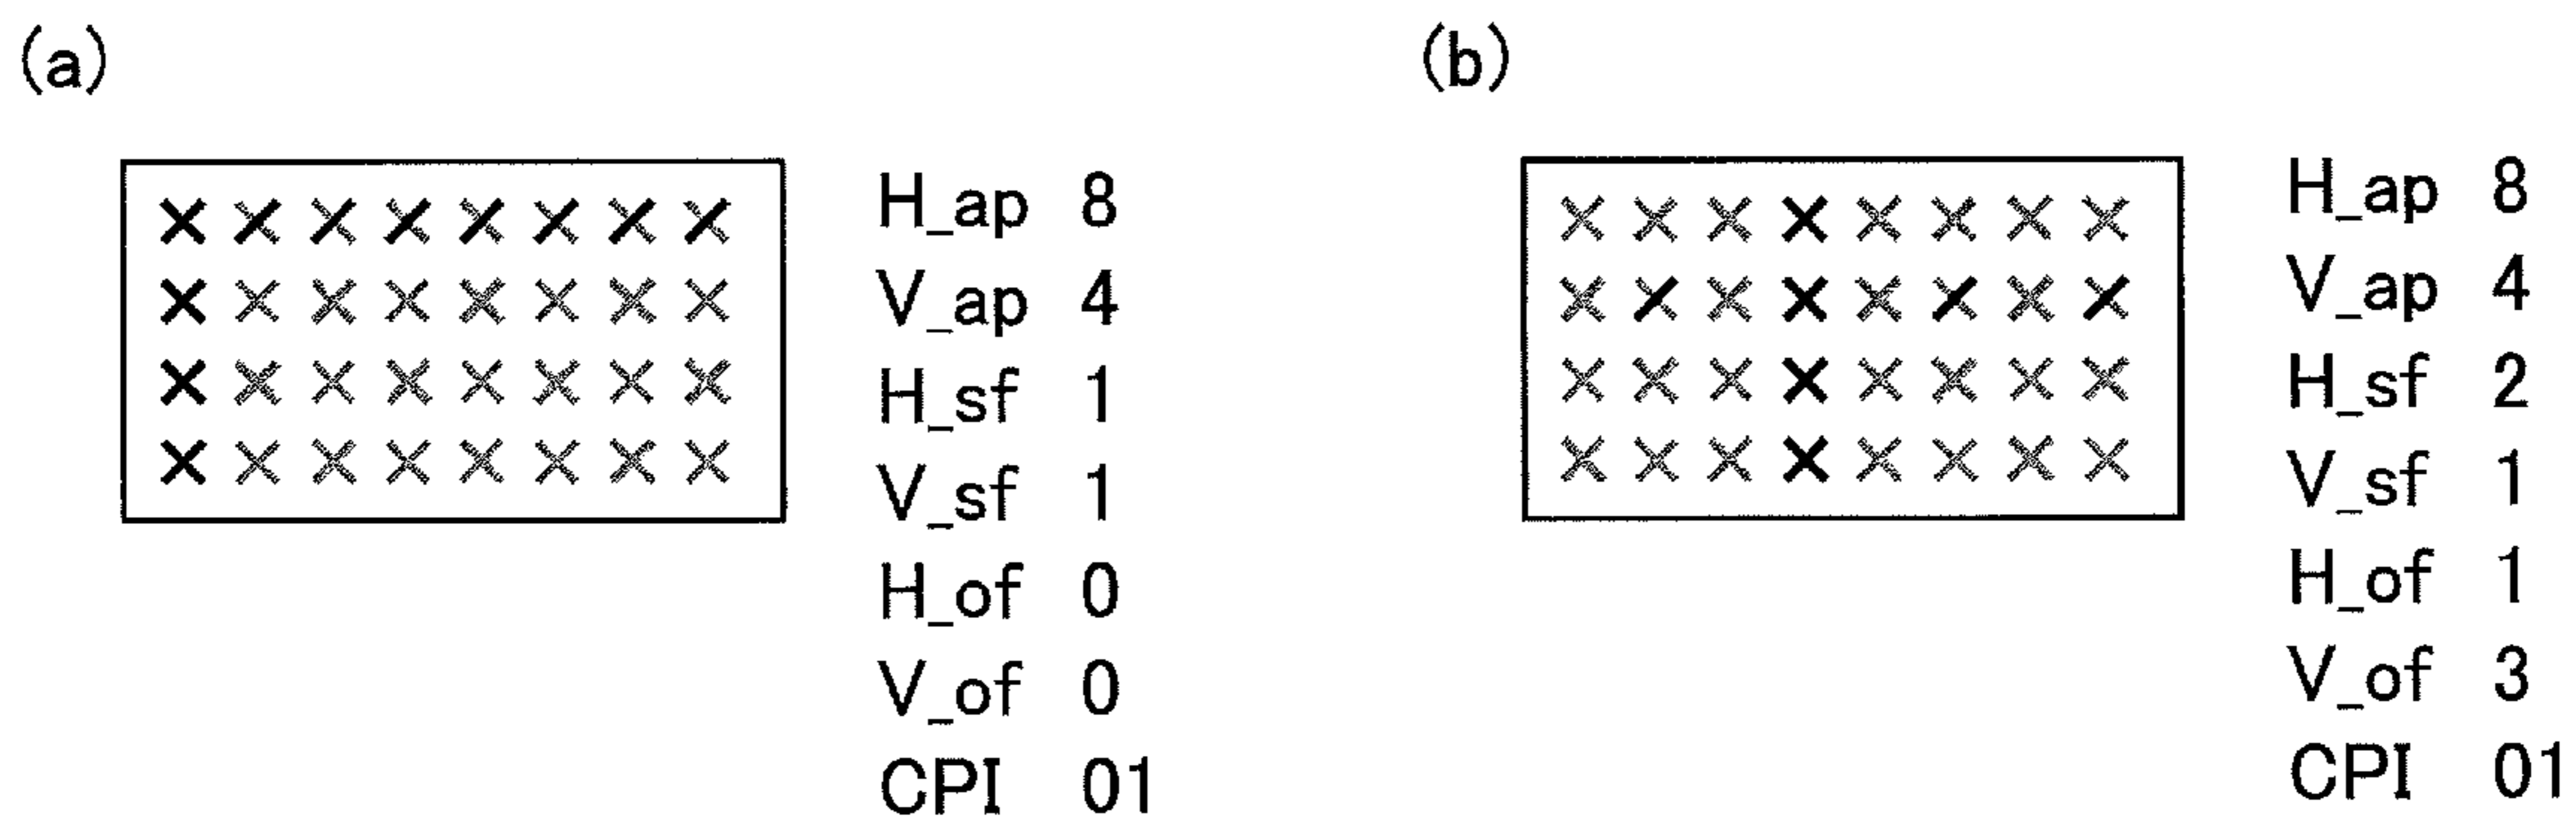 (a)
H_ap 8
V_ap 4
H_sf 1
V_sf 1
H_of 0
V_of 0
CPI 01
(b)
H_ap 8
V_ap 4
H_sf 2
V_sf 1
H_of 1
V_of 3
CPI 01